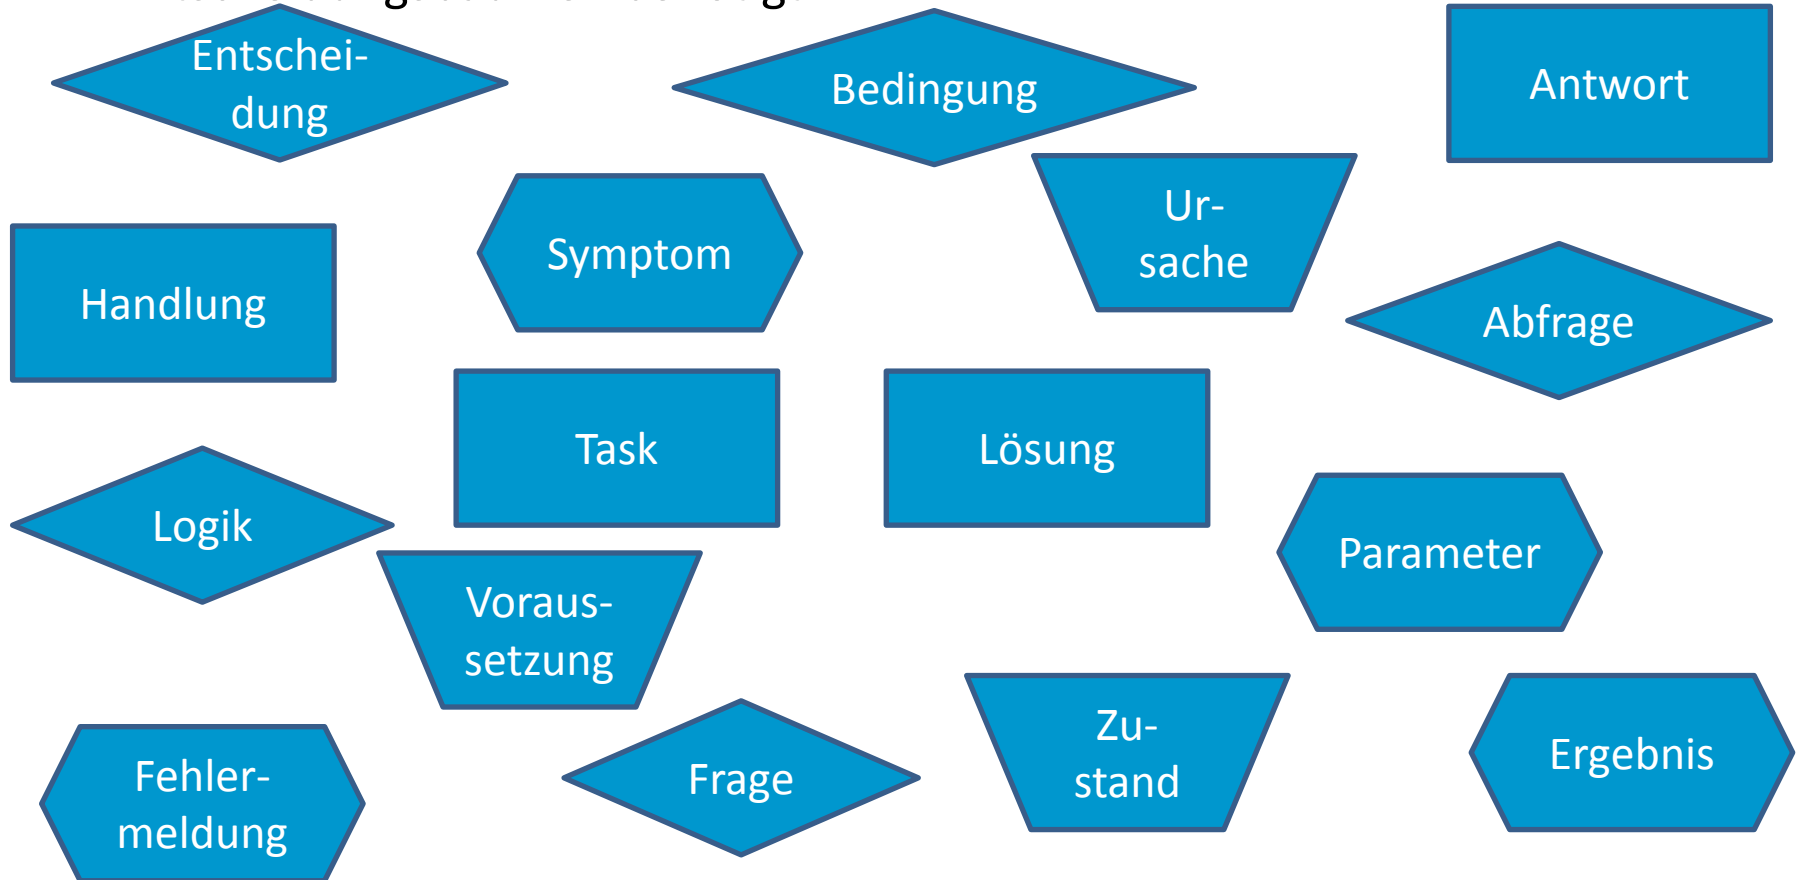 Entschei-
dung
Bedingung
Antwort
Ur-
sache
Symptom
Handlung
Abfrage
Task
Lösung
Logik
Parameter
Voraus-
setzung
Zu-
stand
Ergebnis
Frage
Fehler-
meldung